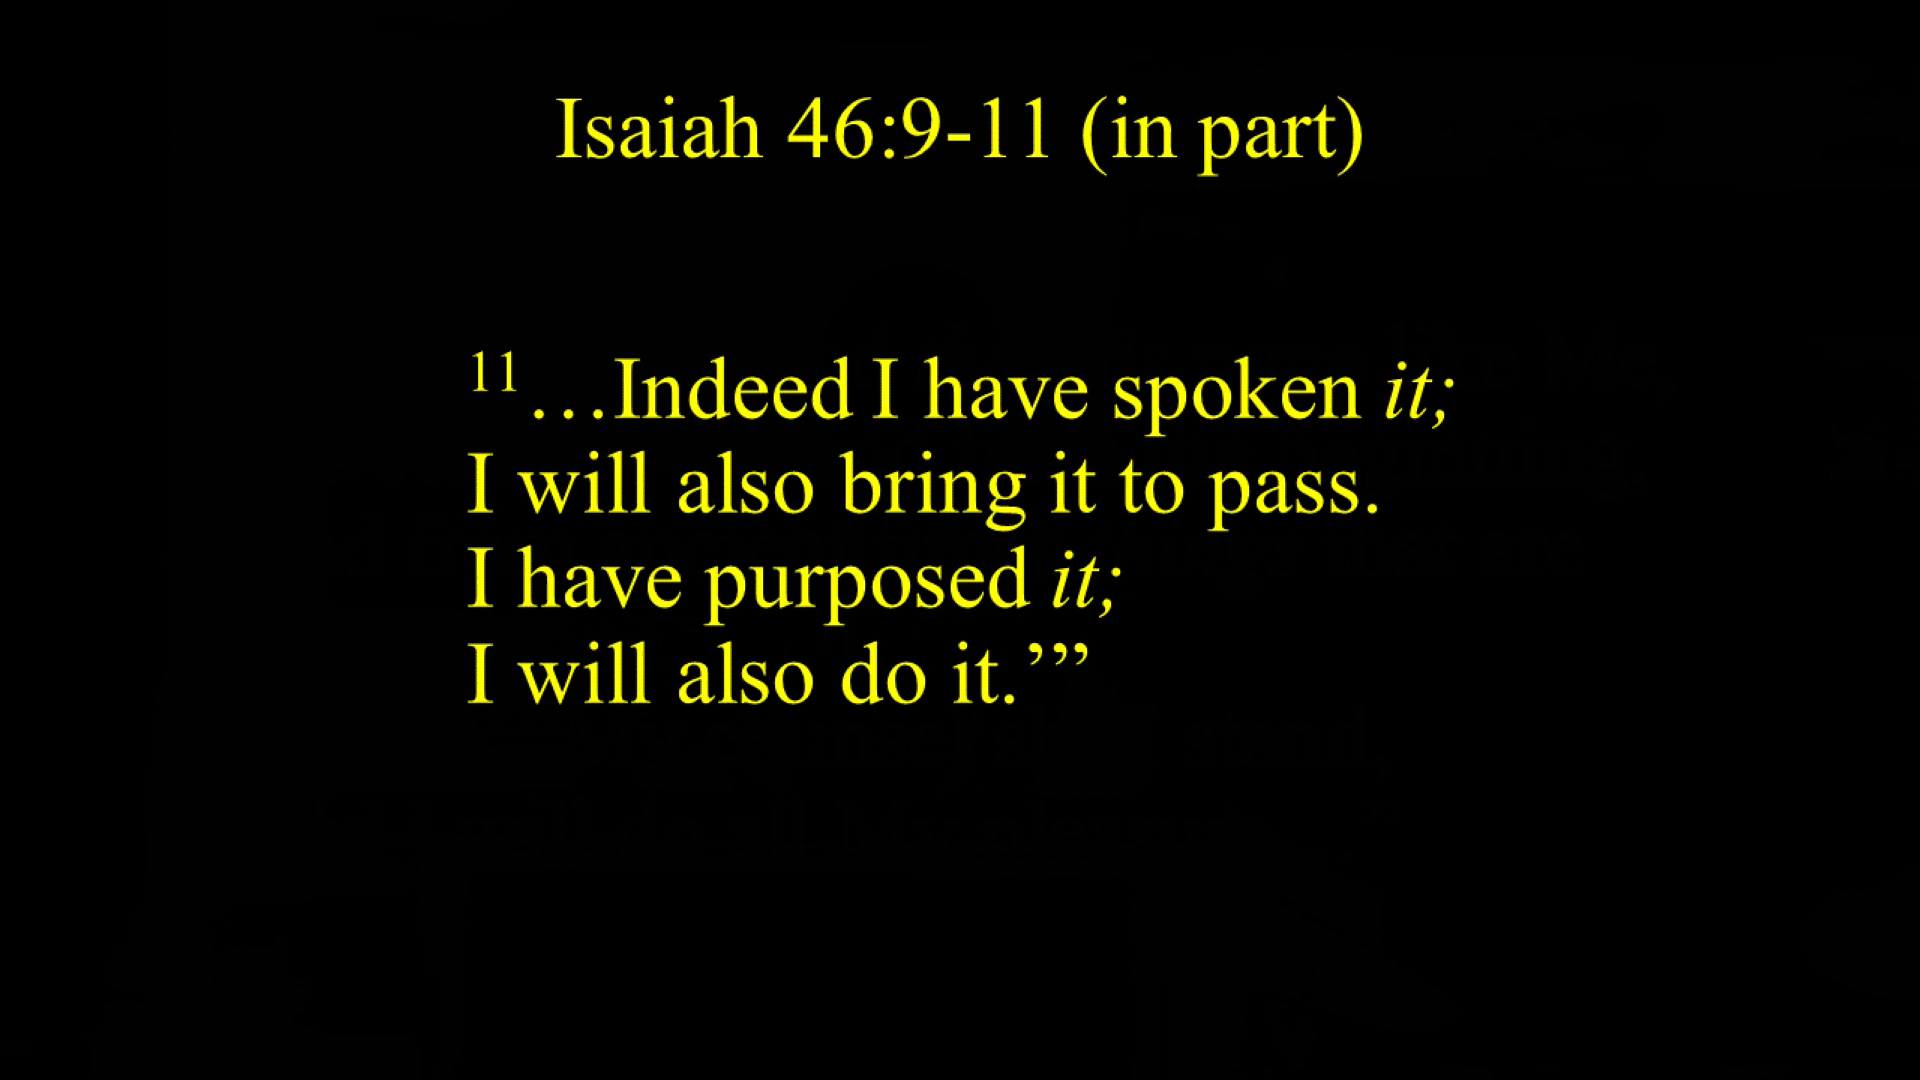 Isaiah 46:9-11 (in part)
11…Indeed I have spoken it;
I will also bring it to pass.
I have purposed it;
I will also do it.’”